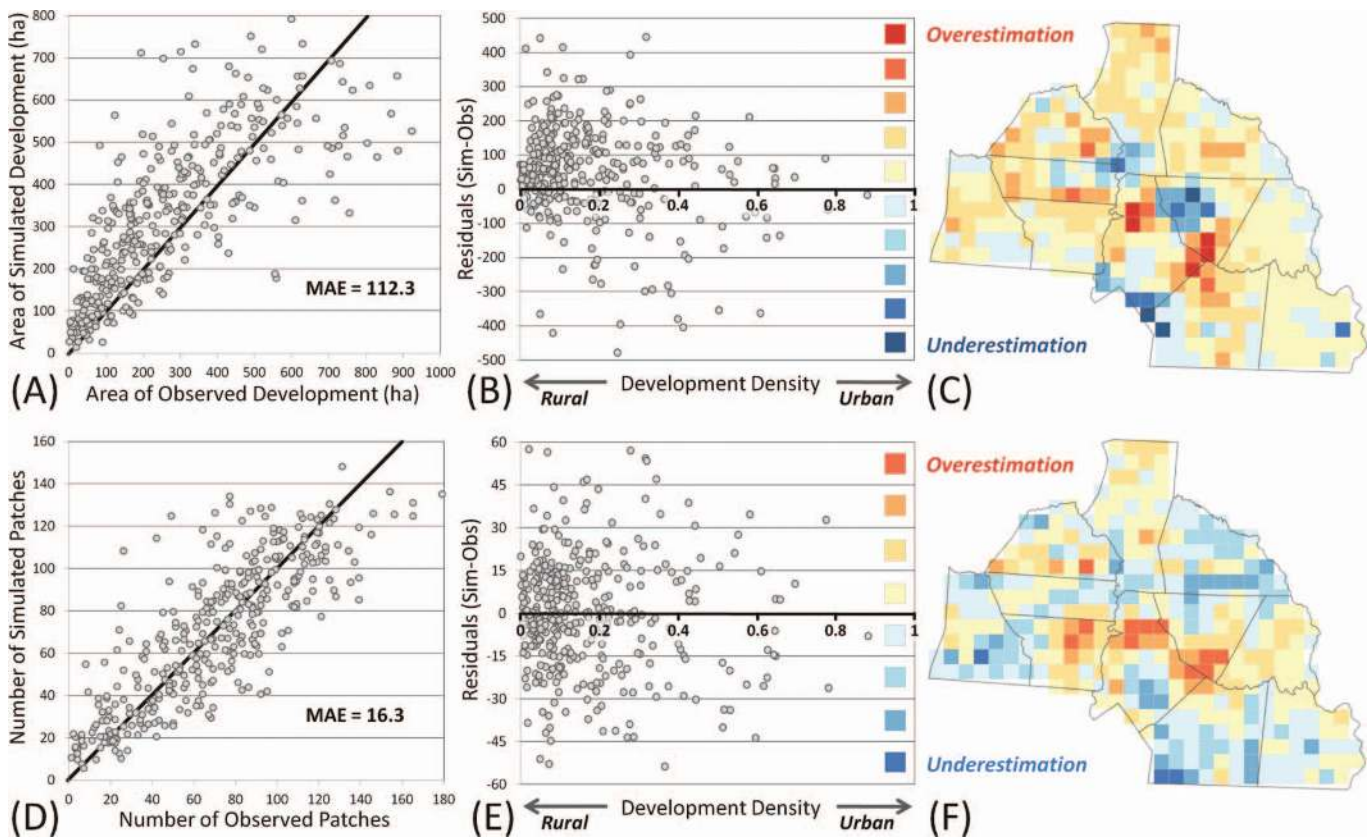 800
700
600
500
400
300
200
100
0
Area of Simulated Development (ha)
MAE = 112.3
0 100 200 300 400 500 600 700 800 900 1000
Area of Observed Development (ha)
(A)
500
400
300
200
100
0
-100
-200
-300
-400
-500
Residuals (Sim-Obs)
0 0.2 0.4 0.6 0.8 1
Development Density
Rural Urban
(B)
Overestimation
Underestimation
(C)
160
140
120
100
80
60
40
20
0
Number of Simulated Patches
MAE = 16.3
0 20 40 60 80 100 120 140 160 180
Number of Observed Patches
(D)
60
45
30
15
0
-15
-30
-45
-60
Residuals (Sim-Obs)
0 0.2 0.4 0.6 0.8 1
Development Density
Rural Urban
(E)
Overestimation
Underestimation
(F)